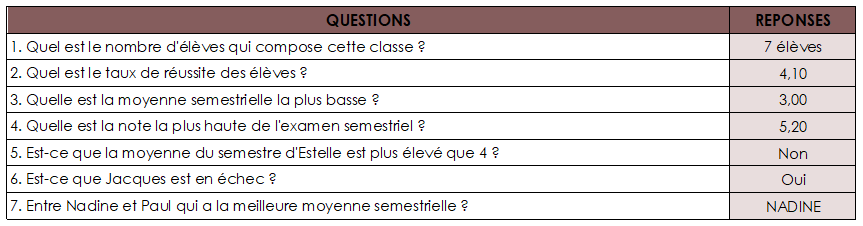 QUESTIONS REPONSES
1. Quel est le nombre d'élèves qui compose cette classe ? 7 élèves
2. Quel est le taux de réussite des élèves ? 4,10
3. Quelle est la moyenne semestrielle la plus basse ? 3,00
4. Quelle est la note la plus haute de l'examen semestriel ? 5,20
5. Est-ce que la moyenne du semestre d'Estelle est plus élevé que 4 ? Non
6. Est-ce que Jacques est en échec ? Oui
7. Entre Nadine et Paul qui a la meilleure moyenne semestrielle ? NADINE